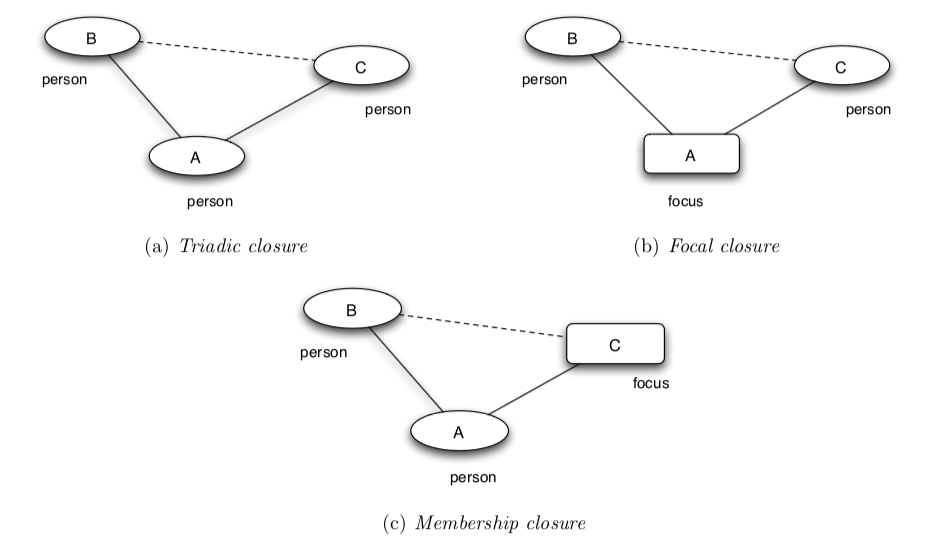 B
person
C
person
A
person
(a) Triadic closure
B
person
C
person
A
focus
(b) Focal closure
B
person
C
focus
A
person
(c) Membership closure